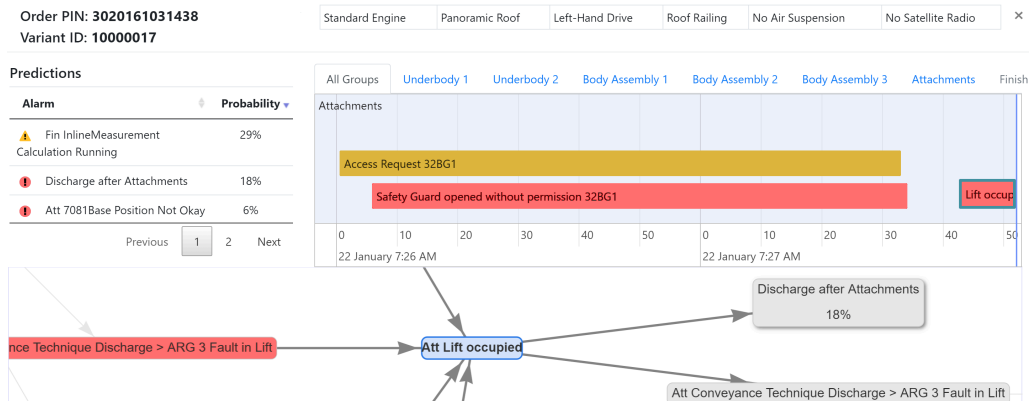 Order PIN: 3020161031438
Variant ID: 10000017
Standard Engine Panoramic Roof Left-Hand Drive Roof Railing No Air Suspension No Satellite Radio ×
Predictions
All Groups Underbody 1 Underbody 2 Body Assembly 1 Body Assembly 2 Body Assembly 3 Attachments Finish
Alarm Probability
Fin InlineMeasurement Calculation Running 29%
Discharge after Attachments 18%
Att 7081Base Position Not Okay 6%
Previous 1 2 Next
Attachments
Access Request 32BG1
Safety Guard opened without permission 32BG1
Lift occup
0 10 20 30 40 50 0 10 20 30 40 50
22 January 7:26 AM 22 January 7:27 AM
Discharge after Attachments
18%
nce Technique Discharge > ARG 3 Fault in Lift
Att Lift occupied
Att Conveyance Technique Discharge > ARG 3 Fault in Lift